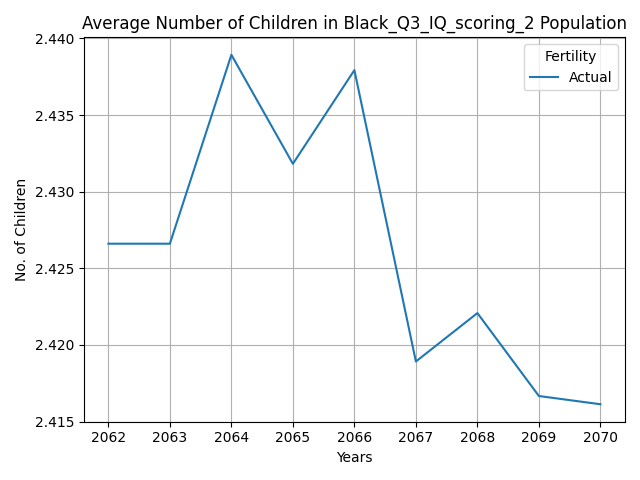 Average Number of Children in Black_Q3_IQ_scoring_2 Population
2.440
2.435
2.430
2.425
2.420
2.415
No. of Children
Fertility
Actual
2062 2063 2064 2065 2066 2067 2068 2069 2070
Years